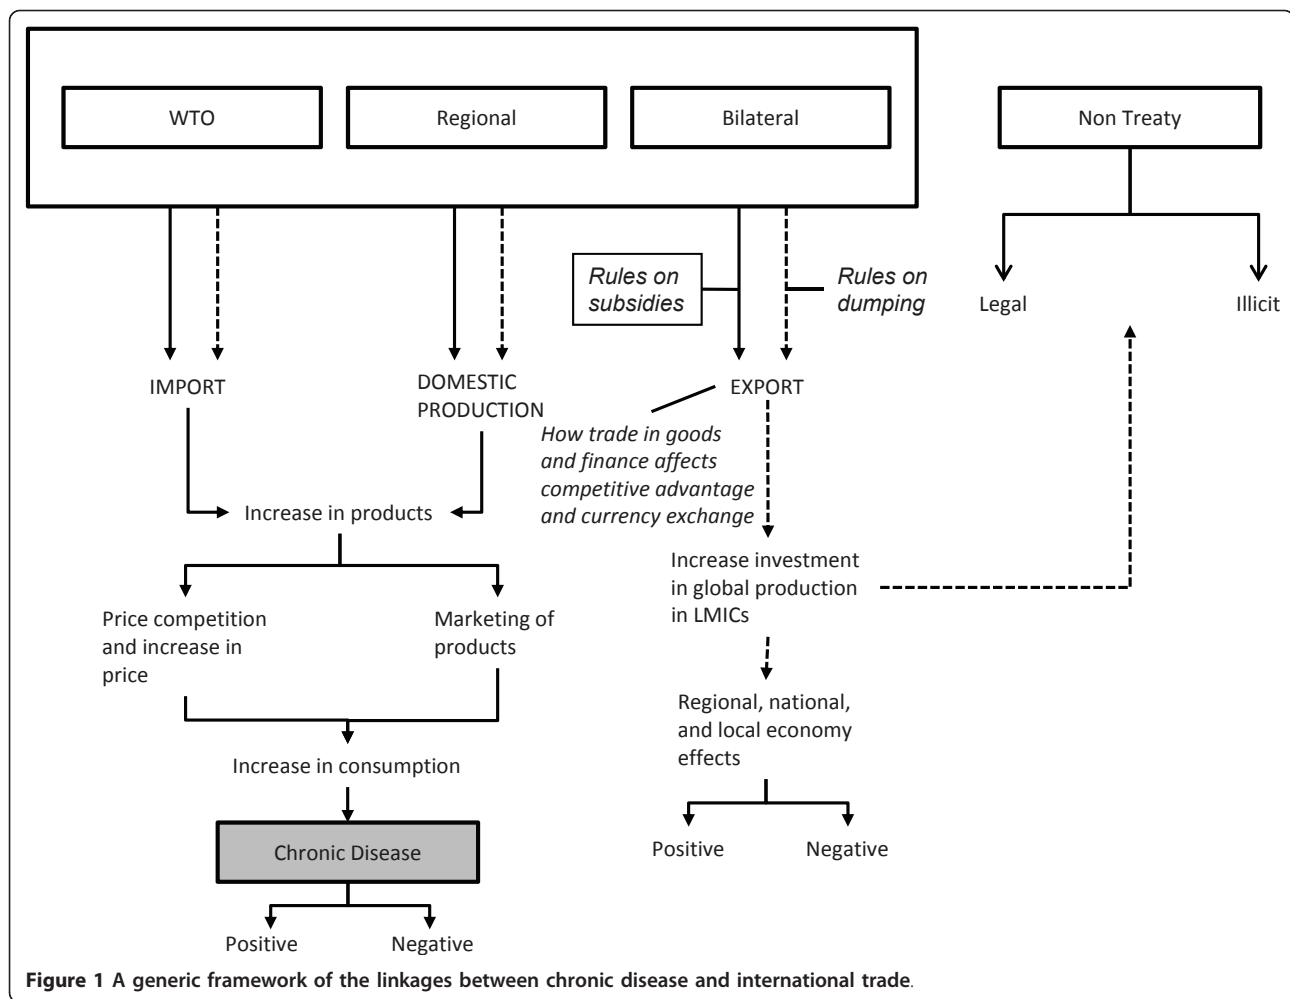 WTO
Regional
Bilateral
Non Treaty
Rules on
subsidies
Rules on
dumping
Legal
Illicit
IMPORT
DOMESTIC
PRODUCTION
EXPORT
How trade in goods
and finance affects
competitive advantage
and currency exchange
Increase in products
Increase investment
in global production
in LMICs
Price competition
and increase in
price
Marketing of
products
Regional, national,
and local economy
effects
Increase in consumption
Positive
Negative
Chronic Disease
Positive
Negative
Figure 1 A generic framework of the linkages between chronic disease and international trade.